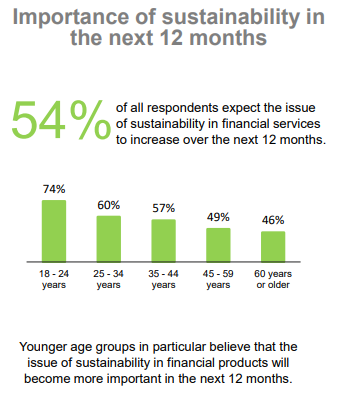 Importance of sustainability in
the next 12 months
54%
of all respondents expect the issue
of sustainability in financial services
to increase over the next 12 months.
74%
60%
57%
49%
46%
18 - 24
years
25 - 34
years
35 - 44
years
45 - 59
years
60 years
or older
Younger age groups in particular believe that the
issue of sustainability in financial products will
become more important in the next 12 months.